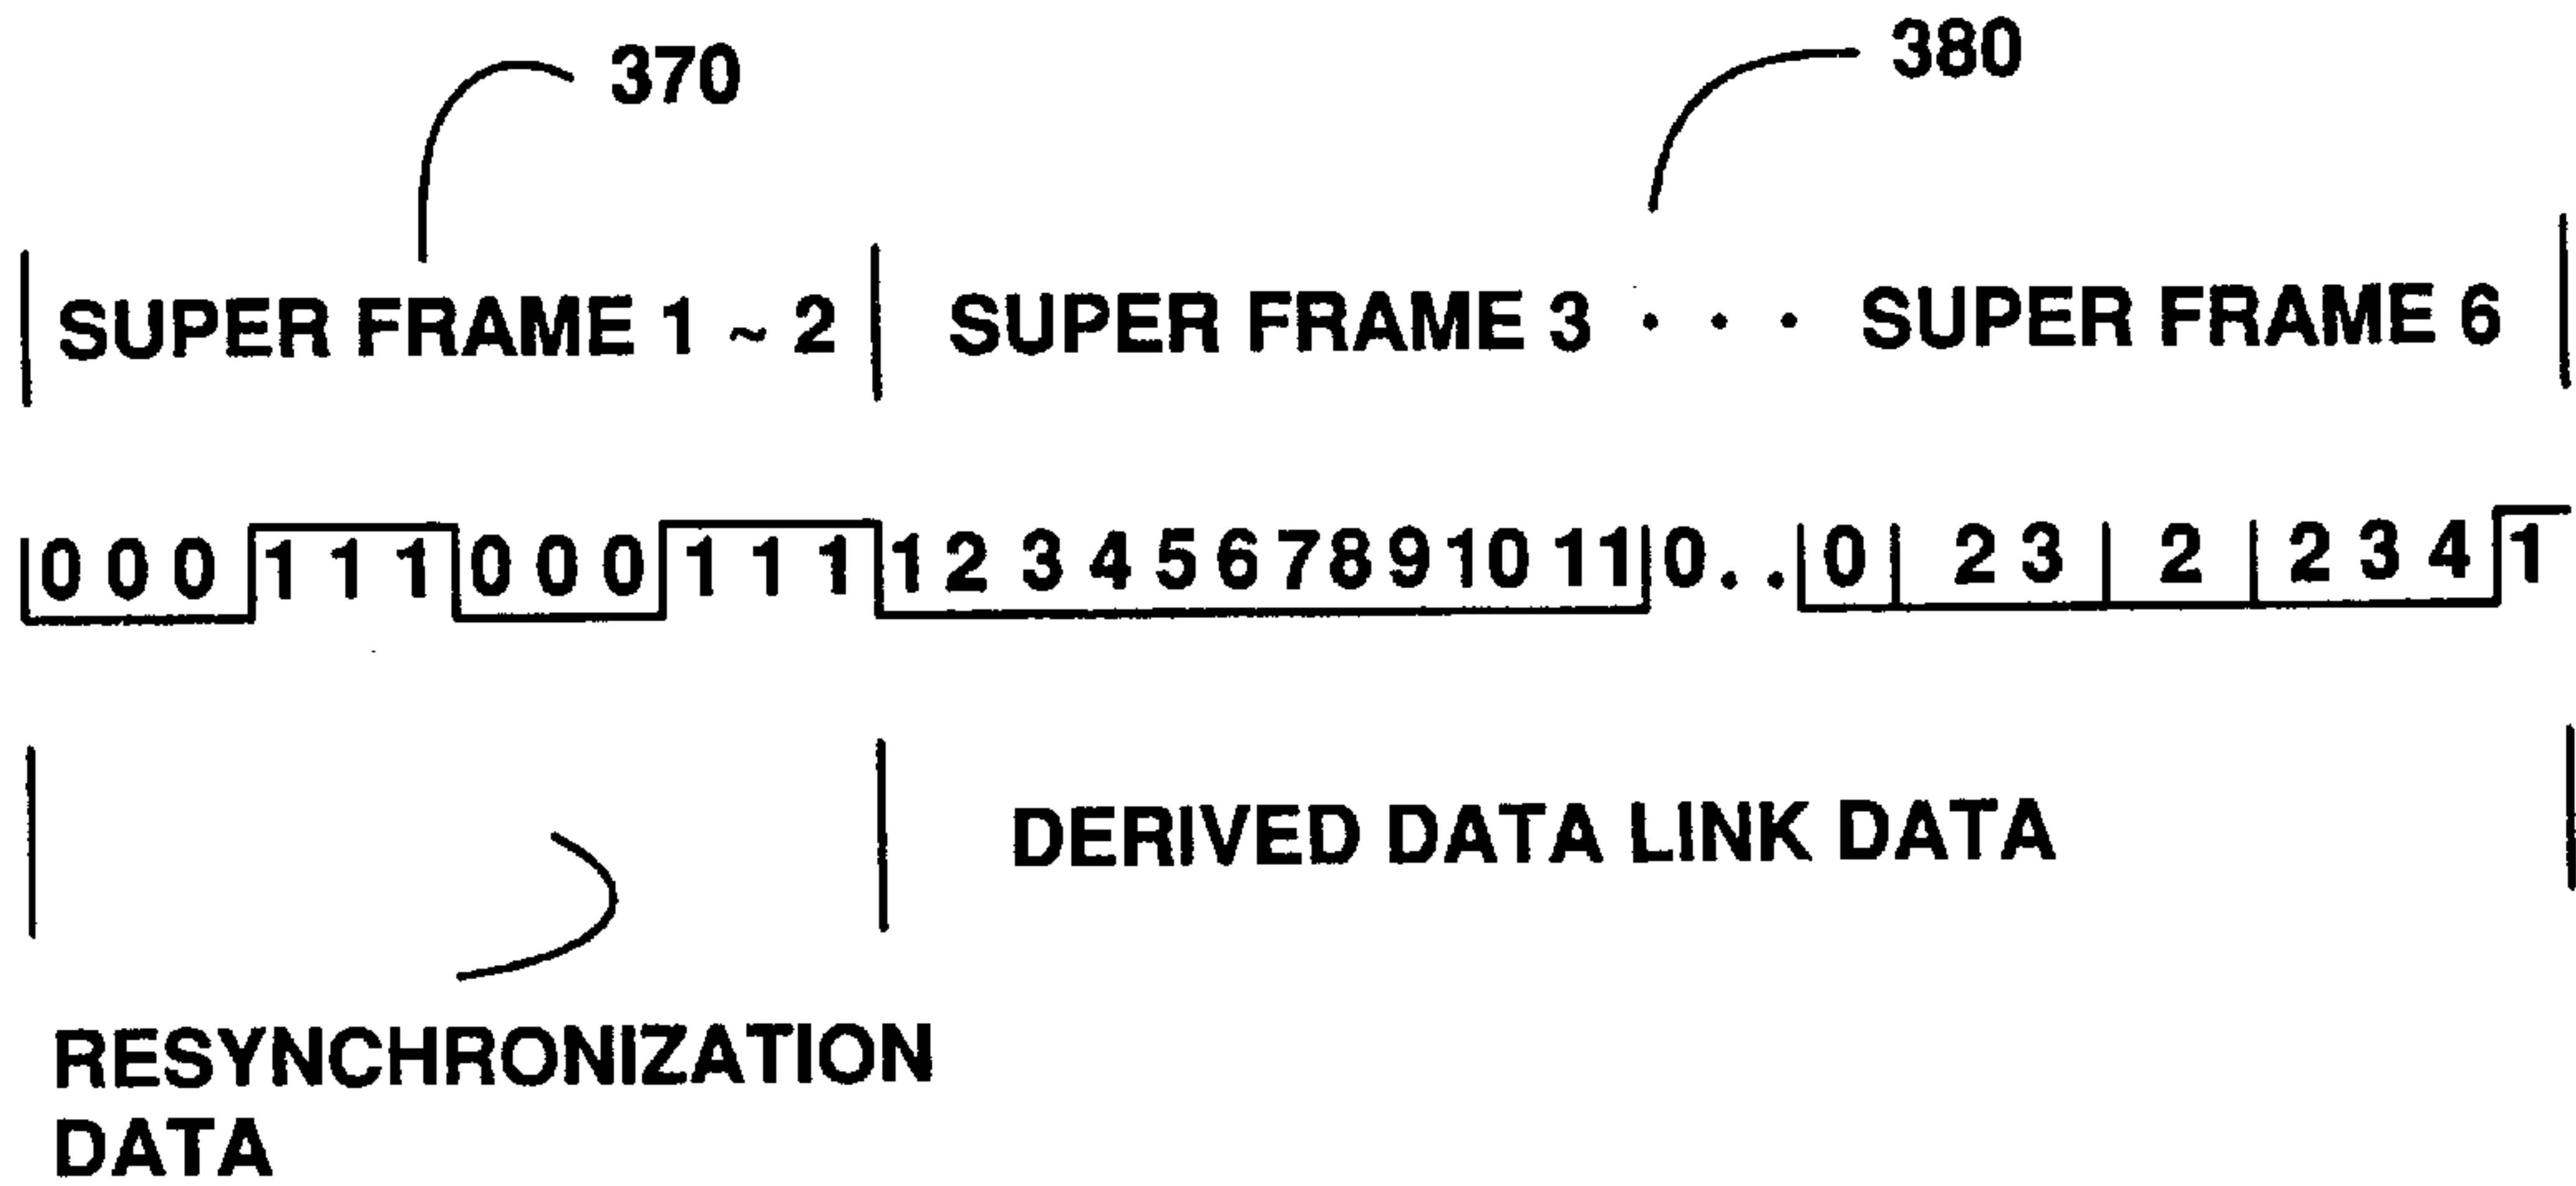 370 380
SUPER FRAME 1 ~ 2 SUPER FRAME 3 · · · SUPER FRAME 6
0 0 0 1 1 1 0 0 0 1 1 1 1 2 3 4 5 6 7 8 9 10 11 0 . . 0 2 3 2 2 3 4 1
DERIVED DATA LINK DATA
RESYNCHRONIZATION
DATA